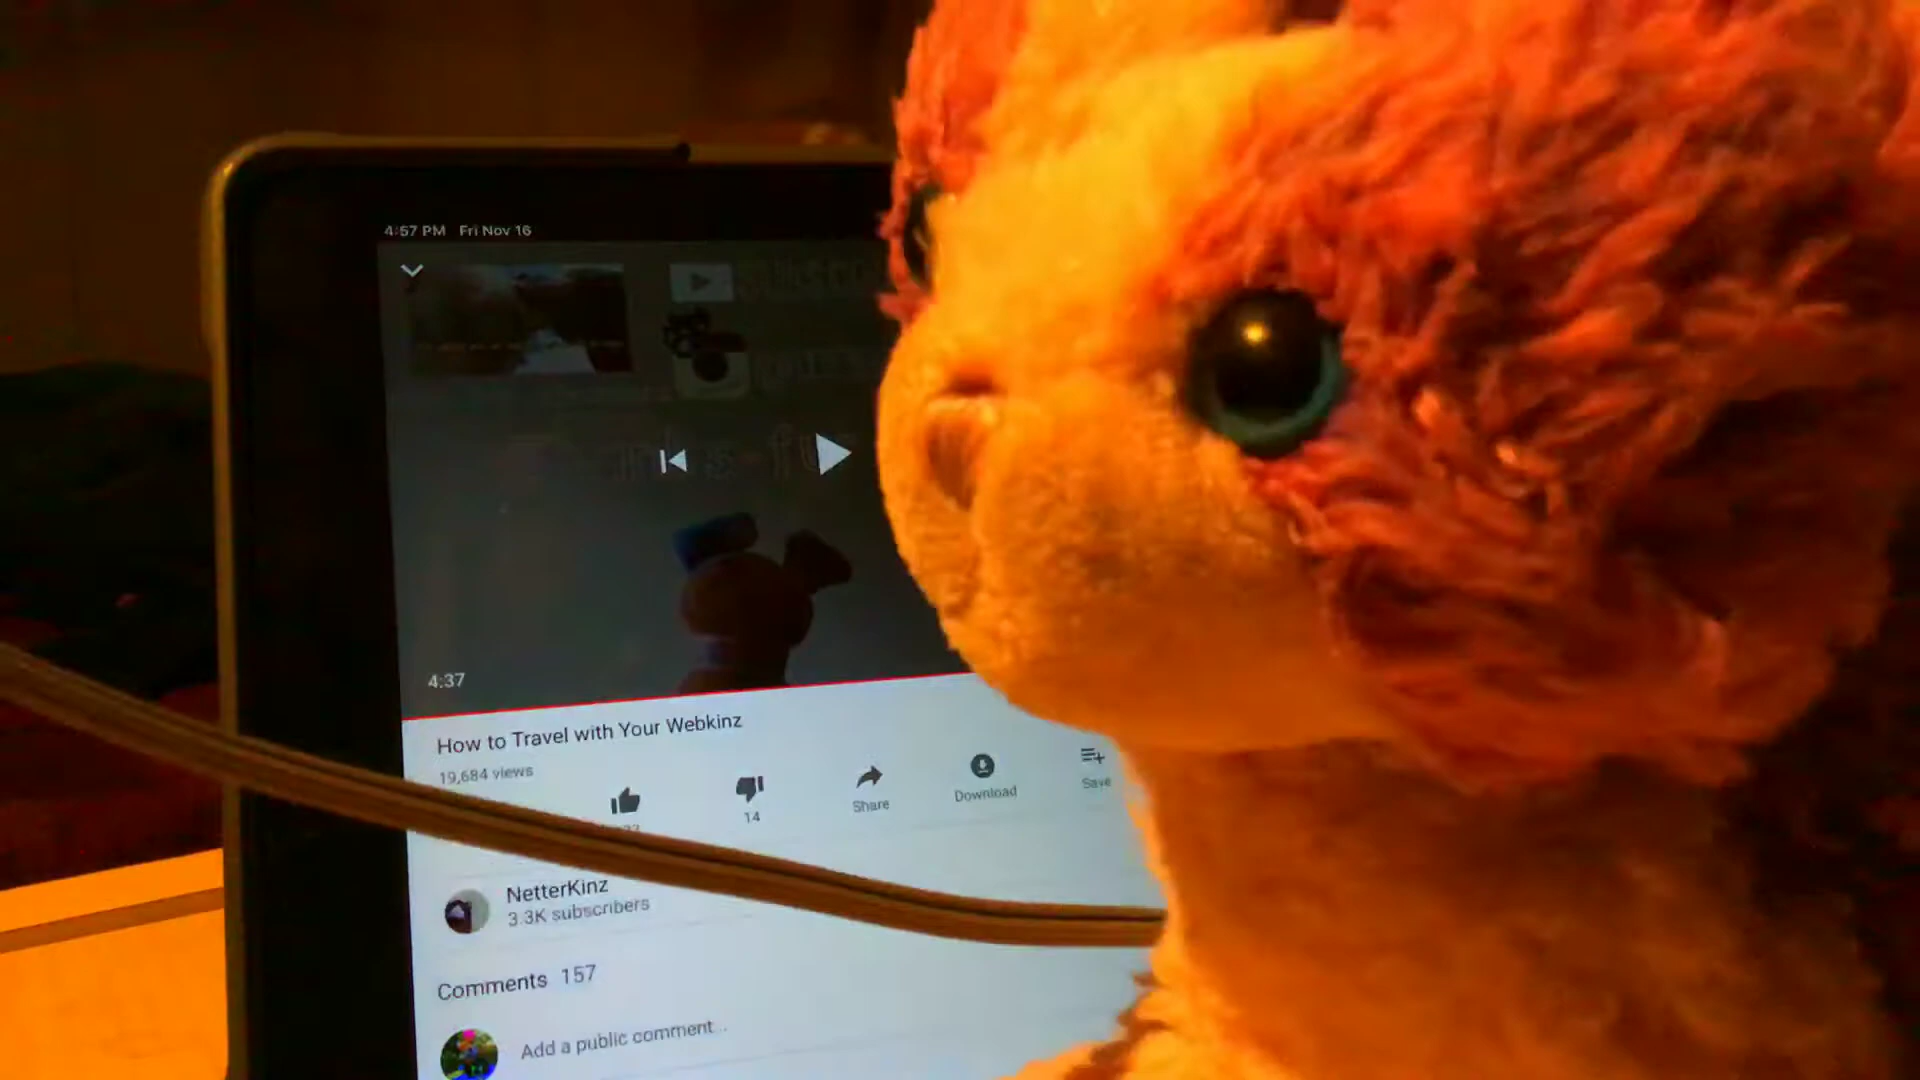 4:57 PM Fri Nov 16
4:37
How to Travel with Your Webkinz
19,684 views
14
Share
Download
Save
NetterKinz
3.3K subscribers
Comments 157
Add a public comment...